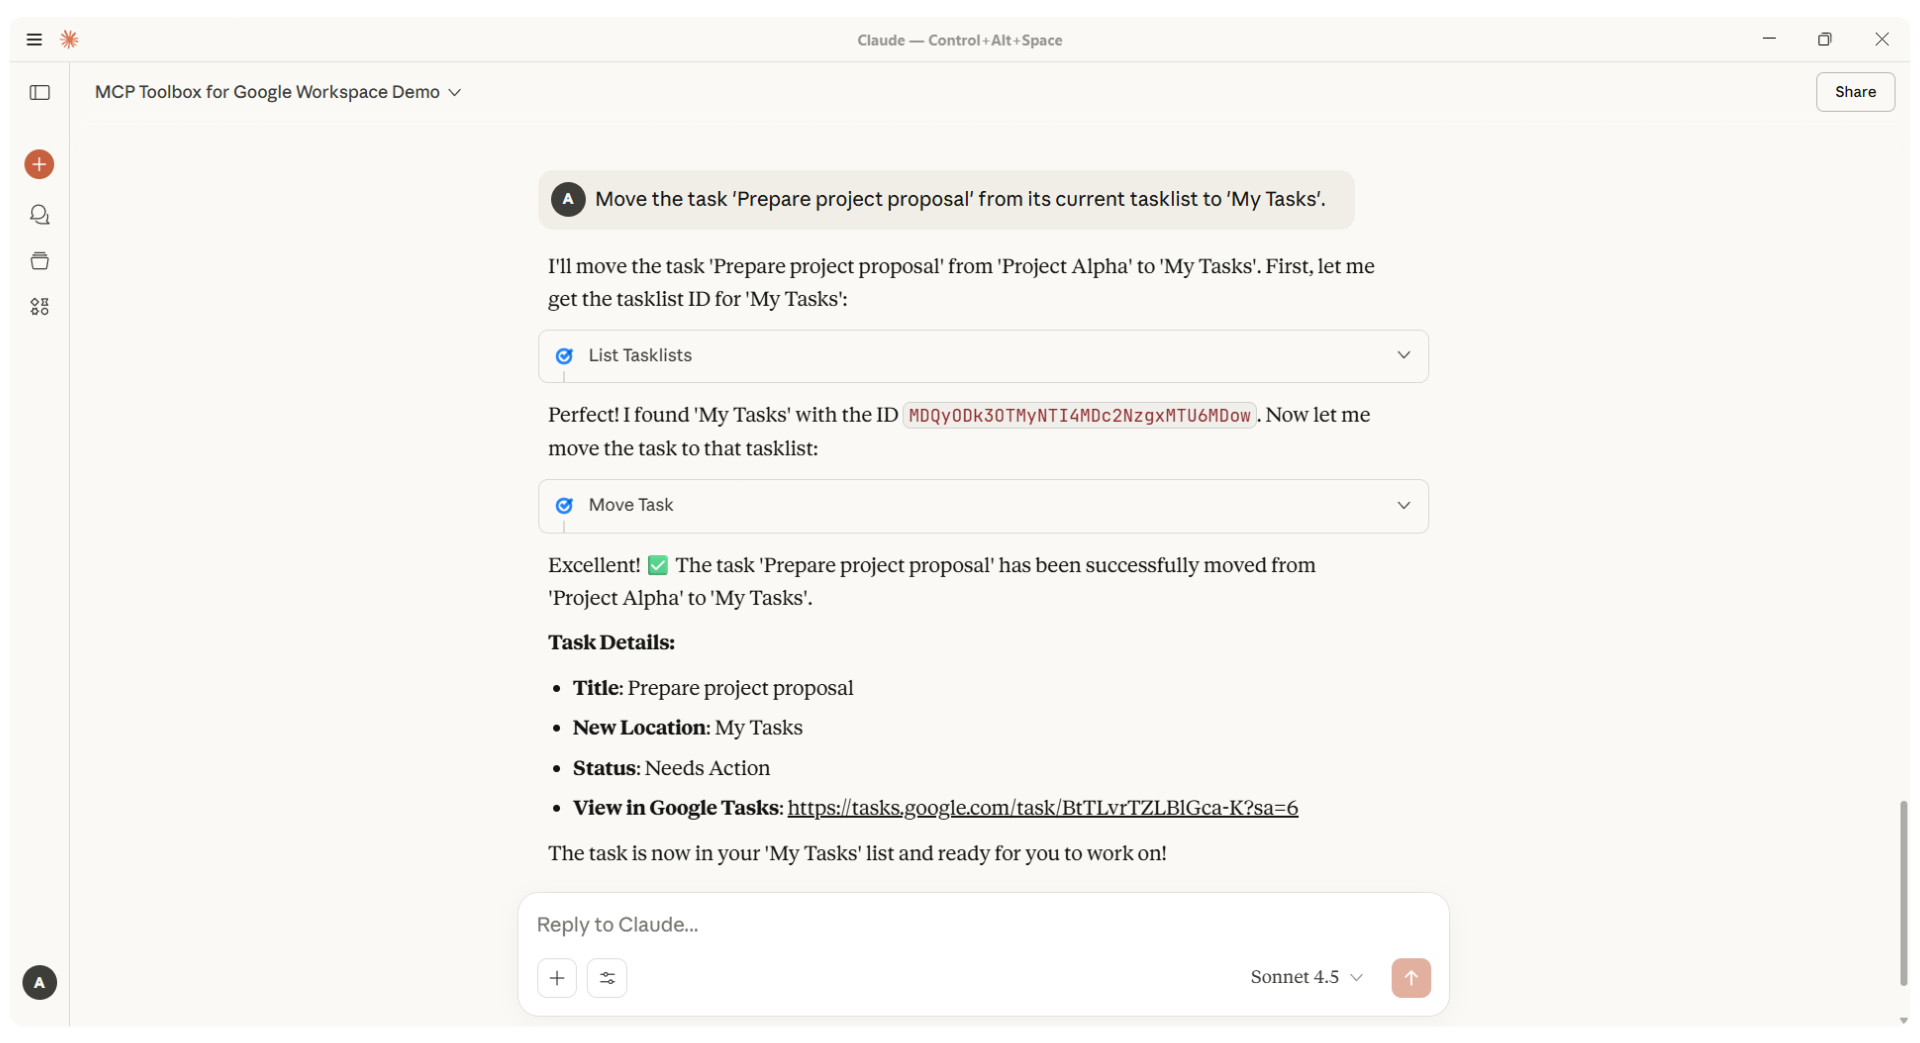 Claude — Control+Alt+Space
MCP Toolbox for Google Workspace Demo
Share
A
Move the task 'Prepare project proposal' from its current tasklist to 'My Tasks'.
I'll move the task 'Prepare project proposal' from 'Project Alpha' to 'My Tasks'. First, let me
get the tasklist ID for 'My Tasks':
List Tasklists
Perfect! I found 'My Tasks' with the ID MDQyODk3OTMyNTI4MDc2NzgxMTU6MDow. Now let me
move the task to that tasklist:
Move Task
Excellent! ✅ The task 'Prepare project proposal' has been successfully moved from
'Project Alpha' to 'My Tasks'.
Task Details:
• Title: Prepare project proposal
• New Location: My Tasks
• Status: Needs Action
• View in Google Tasks: https://tasks.google.com/task/BtTLvrTZLBlGca-K?sa=6
The task is now in your 'My Tasks' list and ready for you to work on!
Reply to Claude...
Sonnet 4.5
A